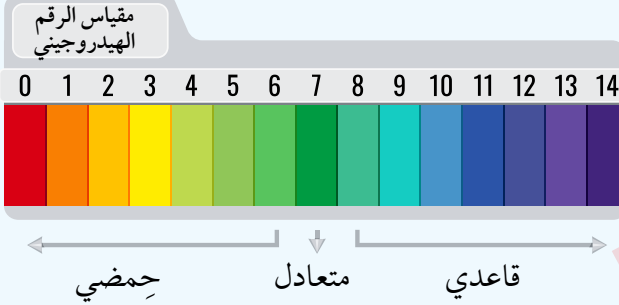 مقياس الرقم
الهيدروجيني
0 1 2 3 4 5 6 7 8 9 10 11 12 13 14
حِمضي متعادل قاعدي